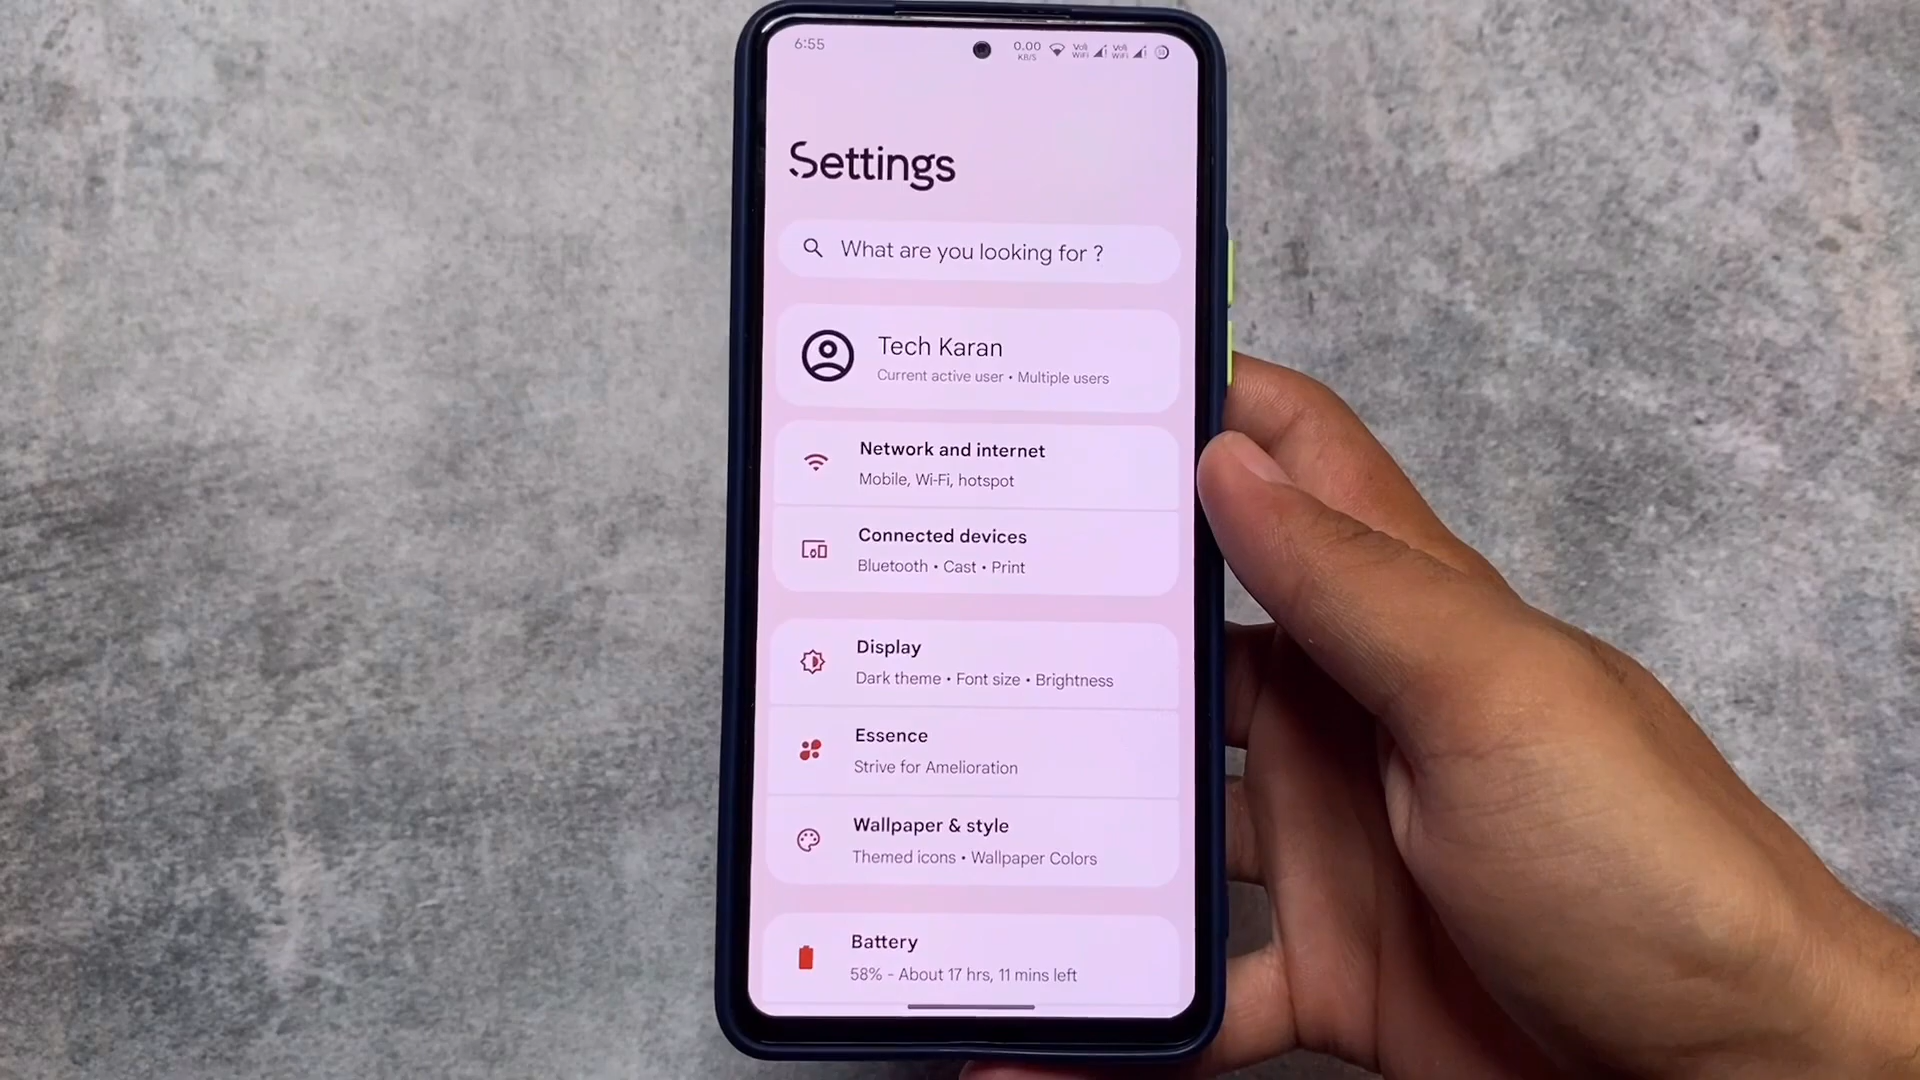 6:55
0.00
KB/S
Settings
What are you looking for ?
Tech Karan
Current active user • Multiple users
Network and internet
Mobile, Wi-Fi, hotspot
Connected devices
Bluetooth • Cast • Print
Display
Dark theme • Font size • Brightness
Essence
Strive for Amelioration
Wallpaper & style
Themed icons • Wallpaper Colors
Battery
58% - About 17 hrs, 11 mins left